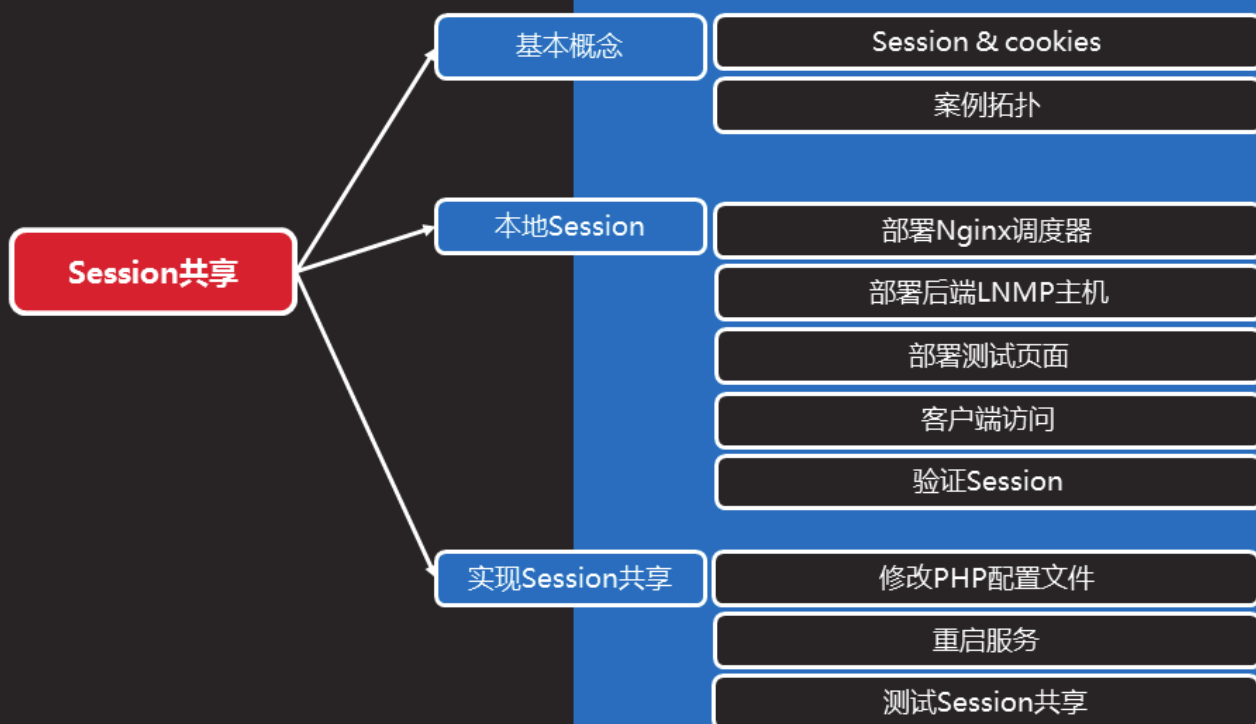 Session共享
基本概念
Session & cookies
案例拓扑
本地Session
部署Nginx调度器
部署后端LNMP主机
部署测试页面
客户端访问
验证Session
实现Session共享
修改PHP配置文件
重启服务
测试Session共享